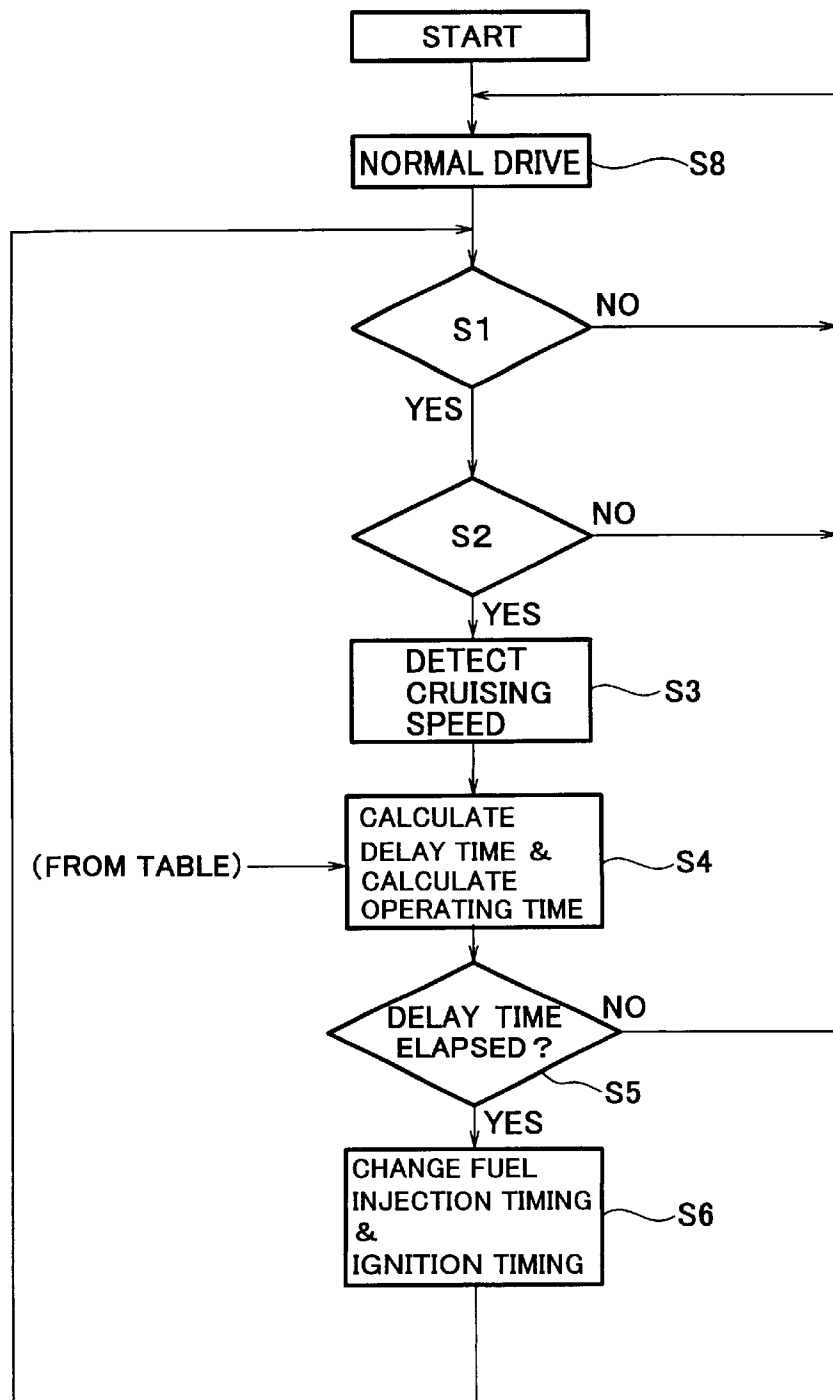 START
NORMAL DRIVE
S8
S1
NO
YES
S2
NO
YES
DETECT
CRUISING
SPEED
S3
(FROM TABLE)
CALCULATE
DELAY TIME &
CALCULATE
OPERATING TIME
S4
DELAY TIME
ELAPSED?
NO
S5
YES
CHANGE FUEL
INJECTION TIMING
&
IGNITION TIMING
S6